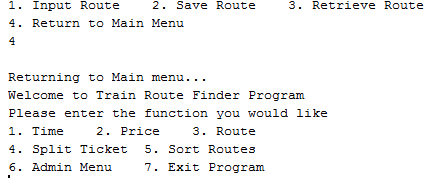 1. Input Route    2. Save Route    3. Retrieve Route
4. Return to Main Menu
4
Returning to Main menu...
Welcome to Train Route Finder Program
Please enter the function you would like
1. Time    2. Price    3. Route
4. Split Ticket  5. Sort Routes
6. Admin Menu    7. Exit Program